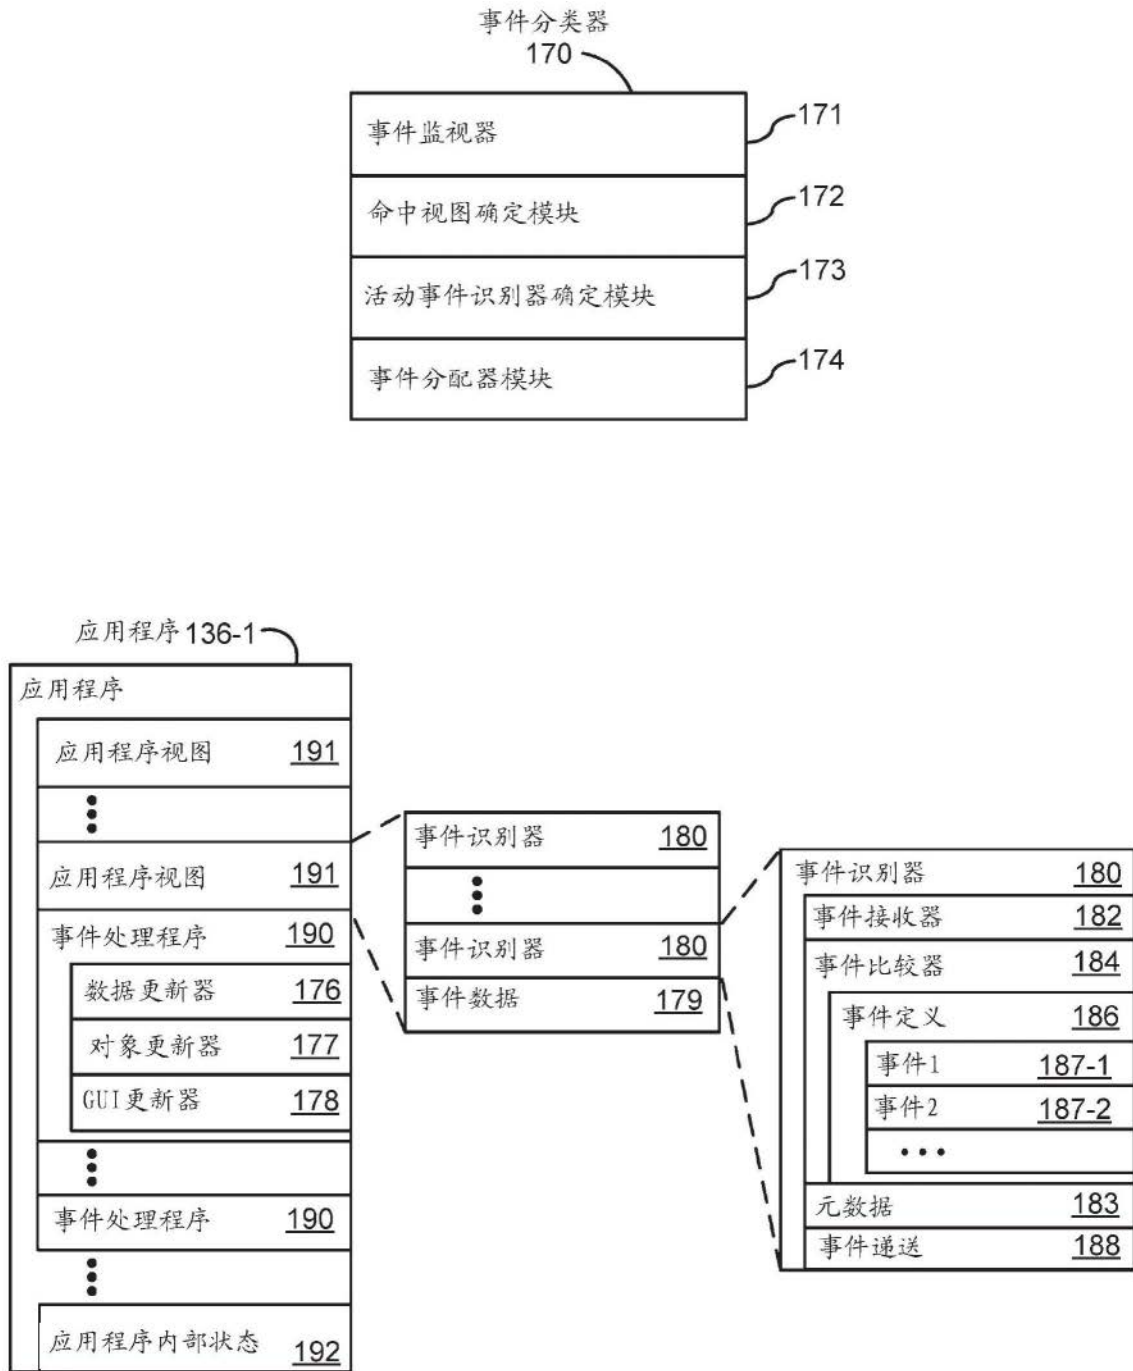 事件分类器
170
事件监视器
171
命中视图确定模块
172
活动事件识别器确定模块
173
事件分配器模块
174
应用程序136-1
应用程序
应用程序视图 191
应用程序视图 191
事件处理程序 190
数据更新器 176
对象更新器 177
GUI更新器 178
事件处理程序 190
应用程序内部状态 192
事件识别器 180
事件识别器 180
事件数据 179
事件识别器 180
事件接收器 182
事件比较器 184
事件定义 186
事件1 187-1
事件2 187-2
元数据 183
事件递送 188